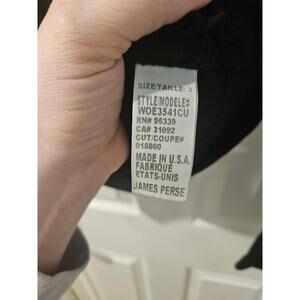 SIZE/TAILLE: 3
STYLE/MODELE#
WOE3541CU
RN# 95339
CA# 31092
CUT/COUPE#
015860
MADE IN U.S.A.
FABRIQUE
ETATS-UNIS
JAMES PERSE